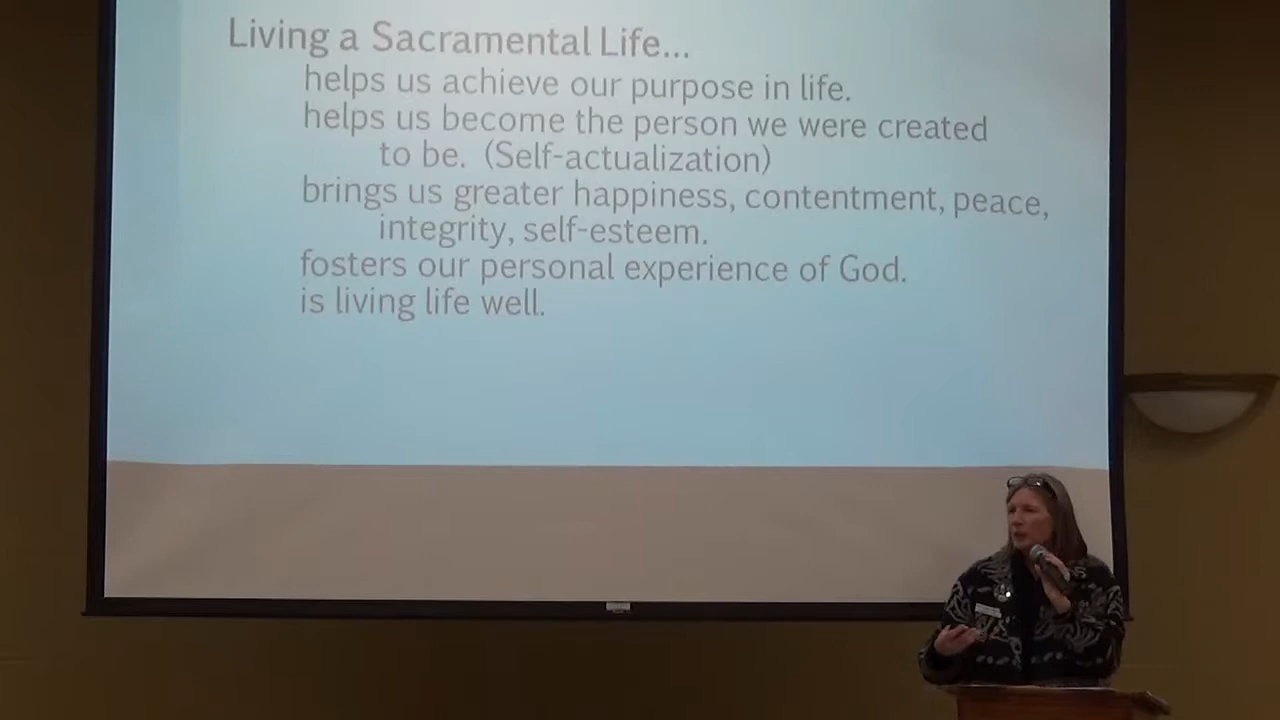 Living a Sacramental Life...
helps us achieve our purpose in life.
helps us become the person we were created
to be. (Self-actualization)
brings us greater happiness, contentment, peace,
integrity, self-esteem.
fosters our personal experience of God.
is living life well.